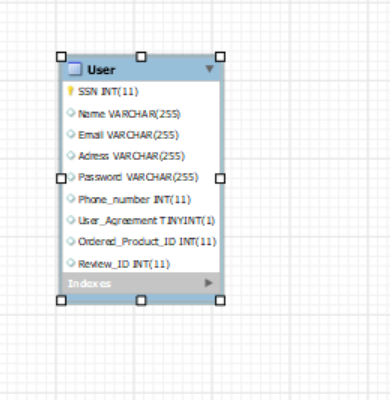 User
SSN INT(11)
Name VARCHAR(255)
Email VARCHAR(255)
Adress VARCHAR(255)
Password VARCHAR(255)
Phone_number INT(11)
User_Agreement TINYINT(1)
Ordered_Product_ID INT(11)
Review_ID INT(11)
Indexes